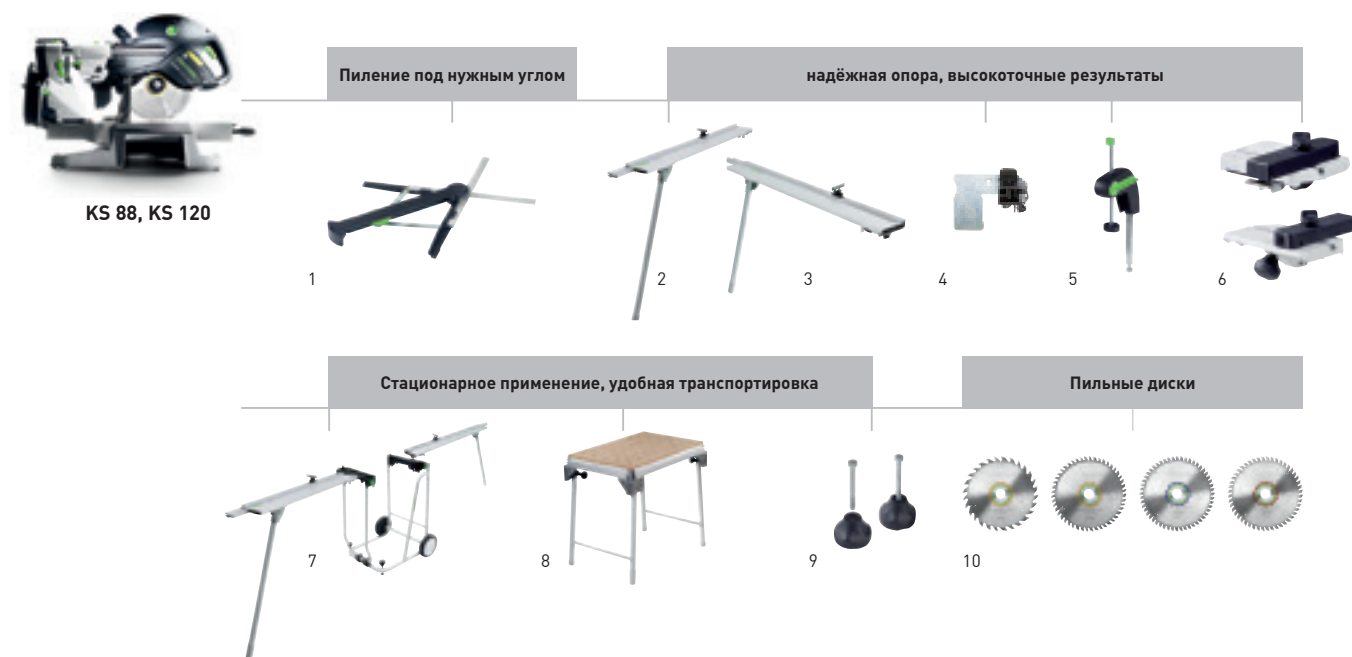 Пиление под нужным углом
надёжная опора, высокоточные результаты
KS 88, KS 120
1
2
3
4
5
6
Стационарное применение, удобная транспортировка
Пильные диски
7
8
9
10